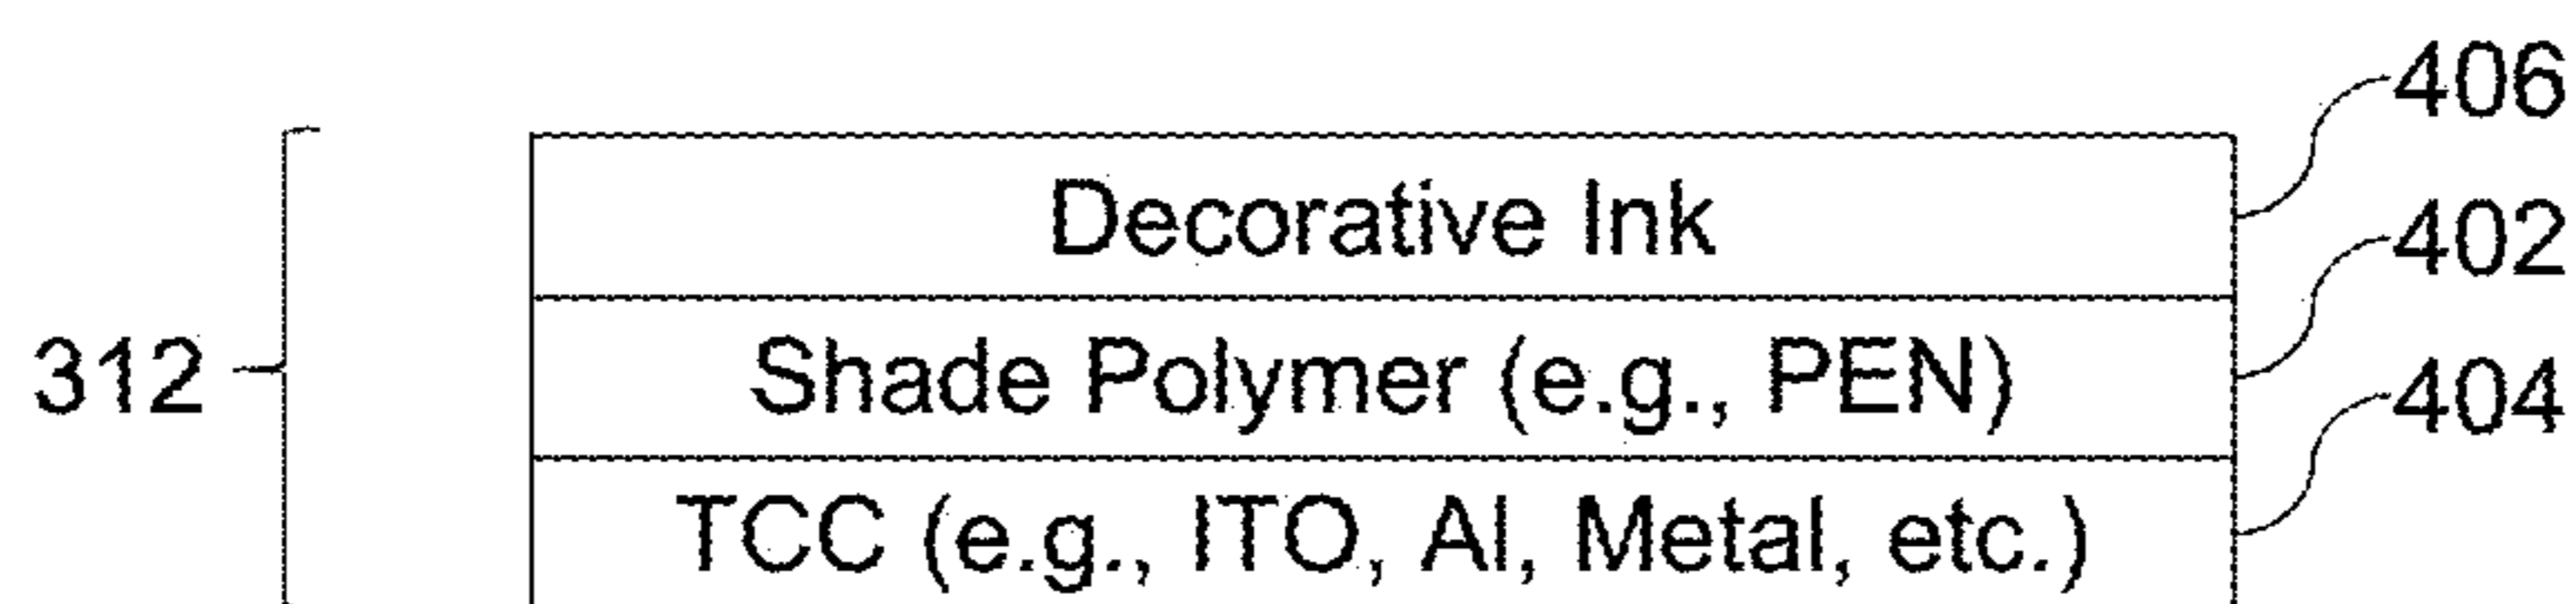 406
Decorative Ink
402
312
Shade Polymer (e.g., PEN)
404
TCC (e.g., ITO, Al, Metal, etc.)